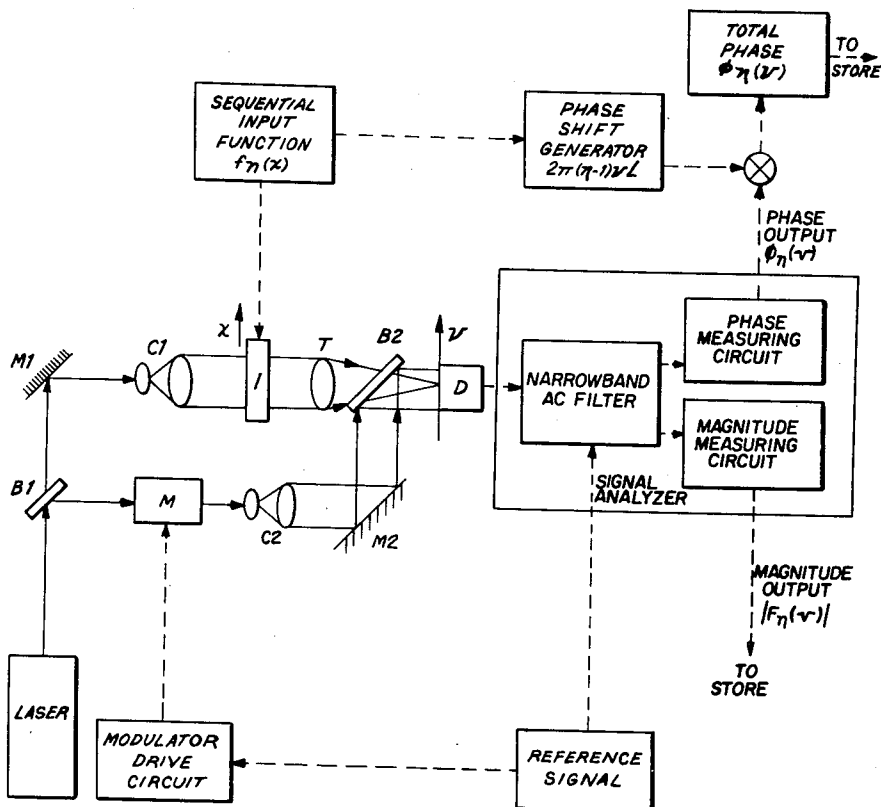 TOTAL
PHASE
ϕη(ν)
TO
STORE
SEQUENTIAL
INPUT
FUNCTION
fη(x)
PHASE
SHIFT
GENERATOR
2π(η-1)νL
PHASE
OUTPUT
ϕη(ν)
x
T
B2
ν
M1
C1
I
D
NARROWBAND
AC FILTER
PHASE
MEASURING
CIRCUIT
MAGNITUDE
MEASURING
CIRCUIT
SIGNAL
ANALYZER
B1
M
C2
M2
MAGNITUDE
OUTPUT
|Fη(ν)|
TO
STORE
LASER
MODULATOR
DRIVE
CIRCUIT
REFERENCE
SIGNAL